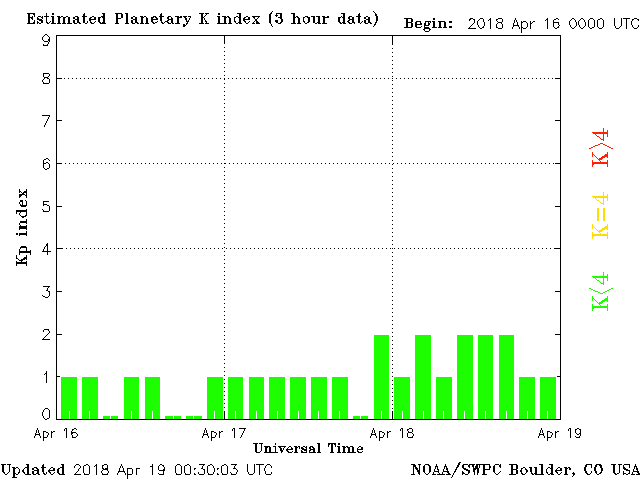 Estimated Planetary K index (3 hour data) Begin: 2018 Apr 16 0000 UTC
9
8
7
6
5
4
3
2
1
0
Kp index
K>4
K=4
K<4
Apr 16 Apr 17 Apr 18 Apr 19
Universal Time
Updated 2018 Apr 19 00:30:03 UTC NOAA/SWPC Boulder, CO USA